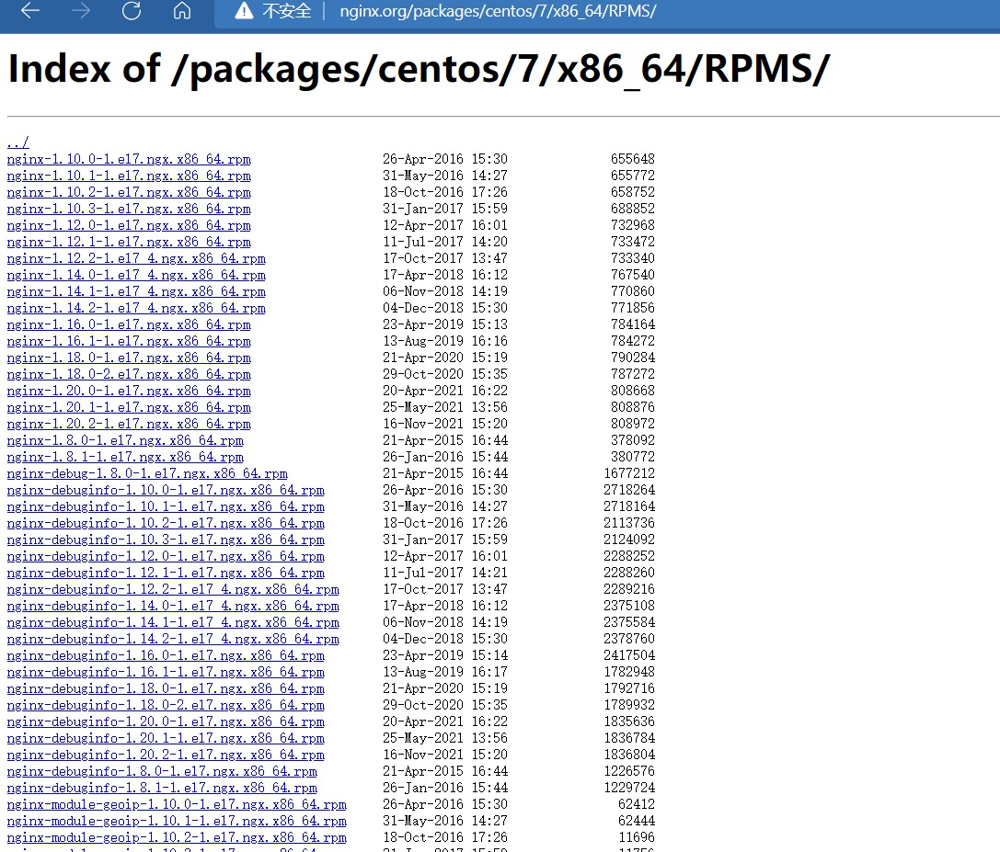 不安全 | nginx.org/packages/centos/7/x86_64/RPMS/
Index of /packages/centos/7/x86_64/RPMS/
../
nginx-1.10.0-1.el7.ngx.x86_64.rpm 26-Apr-2016 15:30 655648
nginx-1.10.1-1.el7.ngx.x86_64.rpm 31-May-2016 14:27 655772
nginx-1.10.2-1.el7.ngx.x86_64.rpm 18-Oct-2016 17:26 658752
nginx-1.10.3-1.el7.ngx.x86_64.rpm 31-Jan-2017 15:59 688852
nginx-1.12.0-1.el7.ngx.x86_64.rpm 12-Apr-2017 16:01 732968
nginx-1.12.1-1.el7.ngx.x86_64.rpm 11-Jul-2017 14:20 733472
nginx-1.12.2-1.el7_4.ngx.x86_64.rpm 17-Oct-2017 13:47 733340
nginx-1.14.0-1.el7_4.ngx.x86_64.rpm 17-Apr-2018 16:12 767540
nginx-1.14.1-1.el7_4.ngx.x86_64.rpm 06-Nov-2018 14:19 770860
nginx-1.14.2-1.el7_4.ngx.x86_64.rpm 04-Dec-2018 15:30 771856
nginx-1.16.0-1.el7.ngx.x86_64.rpm 23-Apr-2019 15:13 784164
nginx-1.16.1-1.el7.ngx.x86_64.rpm 13-Aug-2019 16:16 784272
nginx-1.18.0-1.el7.ngx.x86_64.rpm 21-Apr-2020 15:19 790284
nginx-1.18.0-2.el7.ngx.x86_64.rpm 29-Oct-2020 15:35 787272
nginx-1.20.0-1.el7.ngx.x86_64.rpm 20-Apr-2021 16:22 808668
nginx-1.20.1-1.el7.ngx.x86_64.rpm 25-May-2021 13:56 808876
nginx-1.20.2-1.el7.ngx.x86_64.rpm 16-Nov-2021 15:20 808972
nginx-1.8.0-1.el7.ngx.x86_64.rpm 21-Apr-2015 16:44 378092
nginx-1.8.1-1.el7.ngx.x86_64.rpm 26-Jan-2016 15:44 380772
nginx-debug-1.8.0-1.el7.ngx.x86_64.rpm 21-Apr-2015 16:44 1677212
nginx-debuginfo-1.10.0-1.el7.ngx.x86_64.rpm 26-Apr-2016 15:30 2718264
nginx-debuginfo-1.10.1-1.el7.ngx.x86_64.rpm 31-May-2016 14:27 2718164
nginx-debuginfo-1.10.2-1.el7.ngx.x86_64.rpm 18-Oct-2016 17:26 2113736
nginx-debuginfo-1.10.3-1.el7.ngx.x86_64.rpm 31-Jan-2017 15:59 2124092
nginx-debuginfo-1.12.0-1.el7.ngx.x86_64.rpm 12-Apr-2017 16:01 2288252
nginx-debuginfo-1.12.1-1.el7.ngx.x86_64.rpm 11-Jul-2017 14:21 2288260
nginx-debuginfo-1.12.2-1.el7_4.ngx.x86_64.rpm 17-Oct-2017 13:47 2289216
nginx-debuginfo-1.14.0-1.el7_4.ngx.x86_64.rpm 17-Apr-2018 16:12 2375108
nginx-debuginfo-1.14.1-1.el7_4.ngx.x86_64.rpm 06-Nov-2018 14:19 2375584
nginx-debuginfo-1.14.2-1.el7_4.ngx.x86_64.rpm 04-Dec-2018 15:30 2378760
nginx-debuginfo-1.16.0-1.el7.ngx.x86_64.rpm 23-Apr-2019 15:14 2417504
nginx-debuginfo-1.16.1-1.el7.ngx.x86_64.rpm 13-Aug-2019 16:17 1782948
nginx-debuginfo-1.18.0-1.el7.ngx.x86_64.rpm 21-Apr-2020 15:19 1792716
nginx-debuginfo-1.18.0-2.el7.ngx.x86_64.rpm 29-Oct-2020 15:35 1789932
nginx-debuginfo-1.20.0-1.el7.ngx.x86_64.rpm 20-Apr-2021 16:22 1835636
nginx-debuginfo-1.20.1-1.el7.ngx.x86_64.rpm 25-May-2021 13:56 1836784
nginx-debuginfo-1.20.2-1.el7.ngx.x86_64.rpm 16-Nov-2021 15:20 1836804
nginx-debuginfo-1.8.0-1.el7.ngx.x86_64.rpm 21-Apr-2015 16:44 1226576
nginx-debuginfo-1.8.1-1.el7.ngx.x86_64.rpm 26-Jan-2016 15:44 1229724
nginx-module-geoip-1.10.0-1.el7.ngx.x86_64.rpm 26-Apr-2016 15:30 62412
nginx-module-geoip-1.10.1-1.el7.ngx.x86_64.rpm 31-May-2016 14:27 62444
nginx-module-geoip-1.10.2-1.el7.ngx.x86_64.rpm 18-Oct-2016 17:26 11696